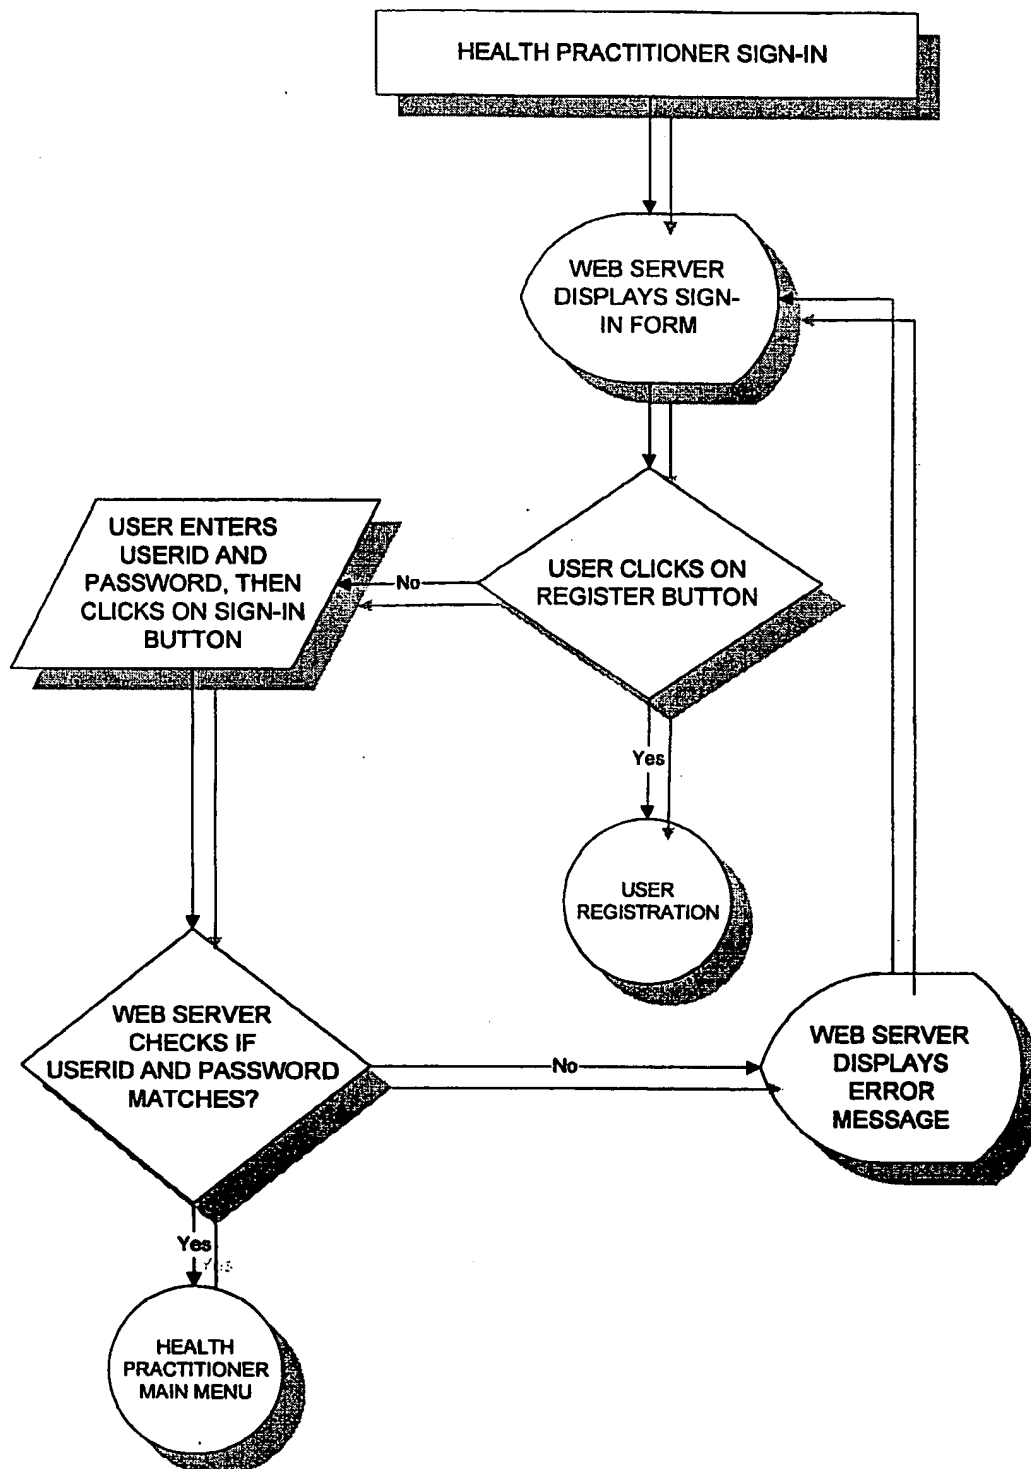 HEALTH PRACTITIONER SIGN-IN
WEB SERVER
DISPLAYS SIGN-
IN FORM
USER ENTERS
USERID AND
PASSWORD, THEN
CLICKS ON SIGN-IN
BUTTON
No
USER CLICKS ON
REGISTER BUTTON
Yes
USER
REGISTRATION
WEB SERVER
CHECKS IF
USERID AND PASSWORD
MATCHES?
No
WEB SERVER
DISPLAYS
ERROR
MESSAGE
Yes
Yes
HEALTH
PRACTITIONER
MAIN MENU